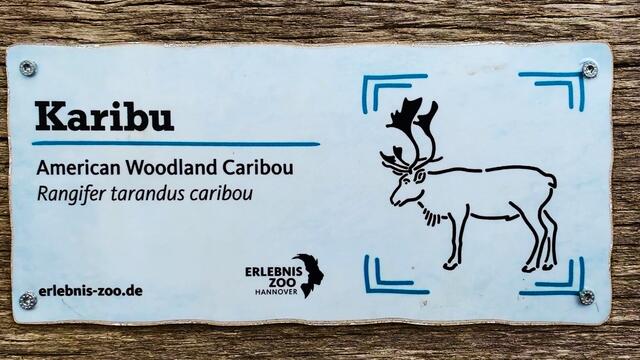 Karibu
American Woodland Caribou
Rangifer tarandus caribou
erlebnis-zoo.de
ERLEBNIS
ZOO
HANNOVER